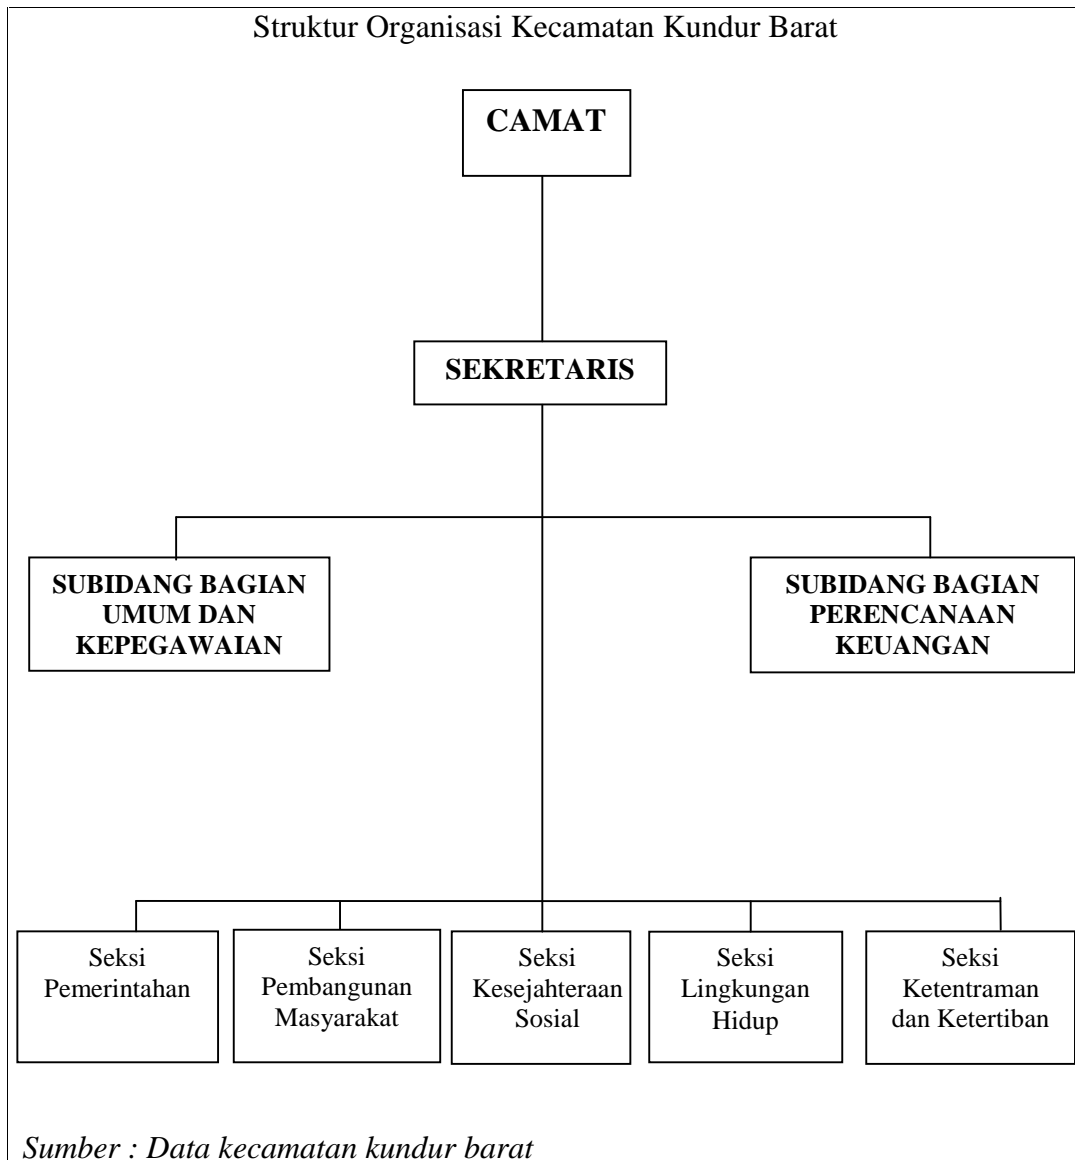 Struktur Organisasi Kecamatan Kundur Barat
CAMAT
SEKRETARIS
SUBIDANG BAGIAN
UMUM DAN
KEPEGAWAIAN
SUBIDANG BAGIAN
PERENCANAAN
KEUANGAN
Seksi
Pemerintahan
Seksi
Pembangunan
Masyarakat
Seksi
Kesejahteraan
Sosial
Seksi
Lingkungan
Hidup
Seksi
Ketentraman
dan Ketertiban
Sumber : Data kecamatan kundur barat